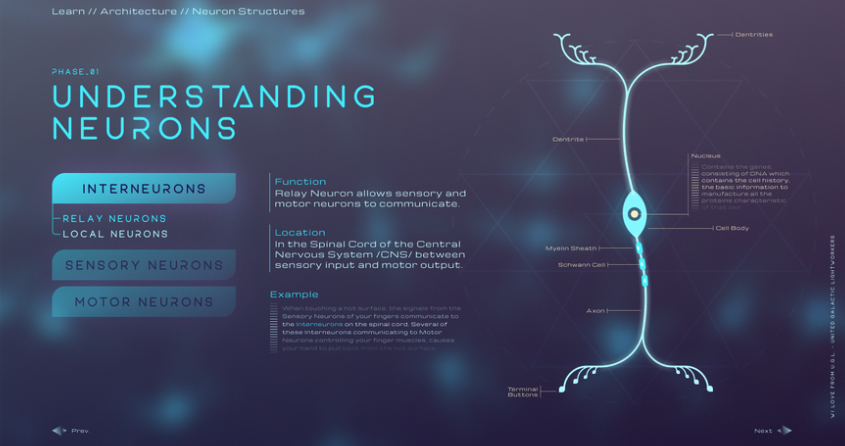 Learn // Architecture // Neuron Structures
PHASE_01
UNDERSTANDING
NEURONS
INTERNEURONS
RELAY NEURONS
LOCAL NEURONS
SENSORY NEURONS
MOTOR NEURONS
Function
Relay Neuron allows sensory and
motor neurons to communicate.
Location
In the Spinal Cord of the Central
Nervous System /CNS/ between
sensory input and motor output.
Example
When touching a hot surface, the signals from the
Sensory Neurons of your fingers communicate to
the Interneurons on the spinal cord. Several of
these Interneurons communicating to Motor
Neurons controlling your finger muscles, causes
your hand to pull back from the hot surface.
Dentrities
Dentrite
Nucleus
Contains the genes,
consisting of DNA which
contains the cell history,
the basic information to
manufacture all the
proteins characteristic
of that cell.
Cell Body
Myelin Sheath
Schwann Cell
Axon
Terminal
Buttons
Prev.
Next
W/ LOVE FROM U.G.L. - UNITED GALACTIC LIGHTWORKERS